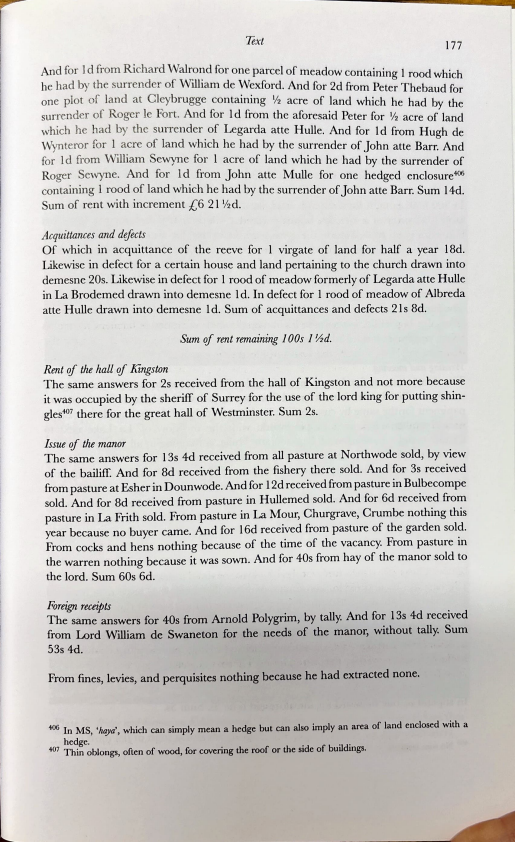 Text
177
And for 1d from Richard Walrond for one parcel of meadow containing 1 rood which
he had by the surrender of William de Wexford. And for 2d from Peter Thebaud for
one plot of land at Cleybrugge containing ½ acre of land which he had by the
surrender of Roger le Fort. And for 1d from the aforesaid Peter for ½ acre of land
which he had by the surrender of Legarda atte Hulle. And for 1d from Hugh de
Wynteror for 1 acre of land which he had by the surrender of John atte Barr. And
for 1d from William Sewyne for 1 acre of land which he had by the surrender of
Roger Sewyne. And for 1d from John atte Mulle for one hedged enclosure⁴⁰⁶
containing 1 rood of land which he had by the surrender of John atte Barr. Sum 14d.
Sum of rent with increment £6 21½d.
Acquittances and defects
Of which in acquittance of the reeve for 1 virgate of land for half a year 18d.
Likewise in defect for a certain house and land pertaining to the church drawn into
demesne 20s. Likewise in defect for 1 rood of meadow formerly of Legarda atte Hulle
in La Brodemed drawn into demesne 1d. In defect for 1 rood of meadow of Albreda
atte Hulle drawn into demesne 1d. Sum of acquittances and defects 21s 8d.
Sum of rent remaining 100s 1½d.
Rent of the hall of Kingston
The same answers for 2s received from the hall of Kingston and not more because
it was occupied by the sheriff of Surrey for the use of the lord king for putting shin-
gles⁴⁰⁷ there for the great hall of Westminster. Sum 2s.
Issue of the manor
The same answers for 13s 4d received from all pasture at Northwode sold, by view
of the bailiff. And for 8d received from the fishery there sold. And for 3s received
from pasture at Esher in Dounwode. And for 12d received from pasture in Bulbecompe
sold. And for 8d received from pasture in Hullemed sold. And for 6d received from
pasture in La Frith sold. From pasture in La Mour, Churgrave, Crumbe nothing this
year because no buyer came. And for 16d received from pasture of the garden sold.
From cocks and hens nothing because of the time of the vacancy. From pasture in
the warren nothing because it was sown. And for 40s from hay of the manor sold to
the lord. Sum 60s 6d.
Foreign receipts
The same answers for 40s from Arnold Polygrim, by tally. And for 13s 4d received
from Lord William de Swaneton for the needs of the manor, without tally. Sum
53s 4d.
From fines, levies, and perquisites nothing because he had extracted none.
⁴⁰⁶ In MS, 'haya', which can simply mean a hedge but can also imply an area of land enclosed with a
hedge.
⁴⁰⁷ Thin oblongs, often of wood, for covering the roof or the side of buildings.